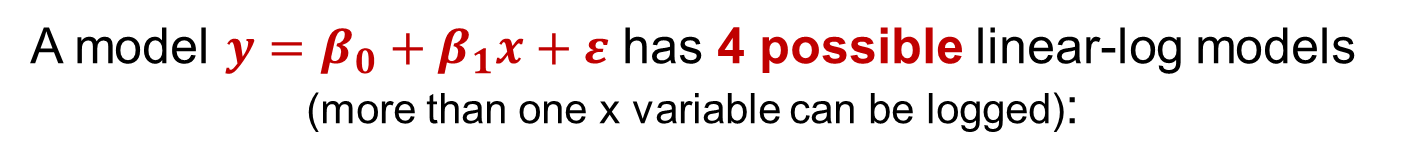 A model y = β₀ + β₁x + ε has 4 possible linear-log models
(more than one x variable can be logged):